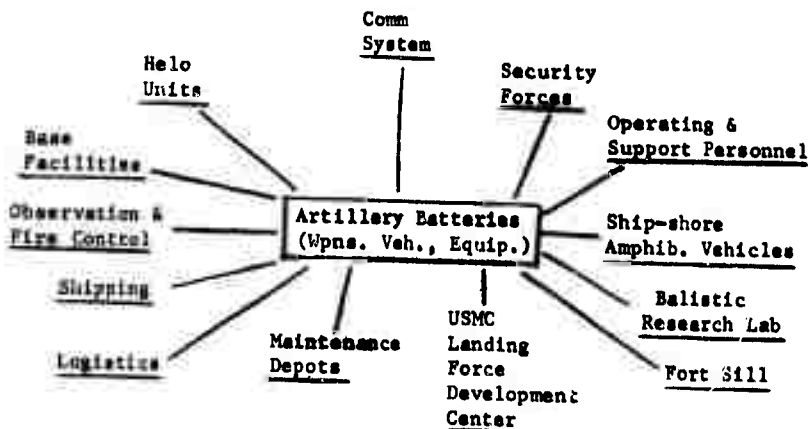 Comm
System
Helo
Units
Security
Forces
Base
Facilities
Operating &
Support Personnel
Observation &
Fire Control
Artillery Batteries
(Wpns. Veh., Equip.)
Ship-shore
Amphib. Vehicles
Shipping
Balistic
Research Lab
Logistics
Maintenance
Depots
USMC
Landing
Force
Development
Center
Fort Sill